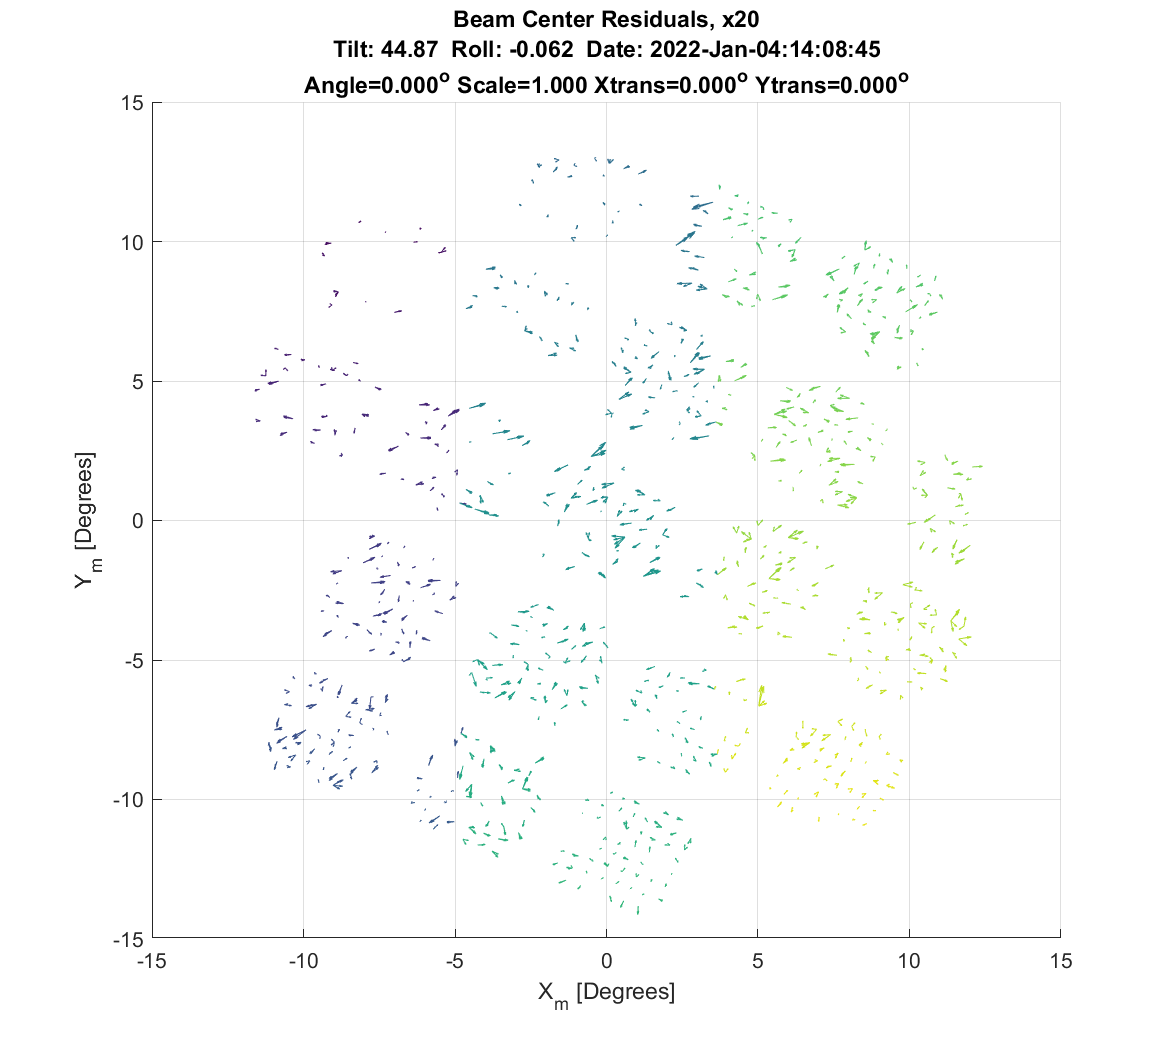 Beam Center Residuals, x20
Tilt: 44.87  Roll: -0.062  Date: 2022-Jan-04:14:08:45
Angle=0.000° Scale=1.000 Xtrans=0.000° Ytrans=0.000°
15
10
5
0
-5
-10
-15
Y_m [Degrees]
-15 -10 -5 0 5 10 15
X_m [Degrees]